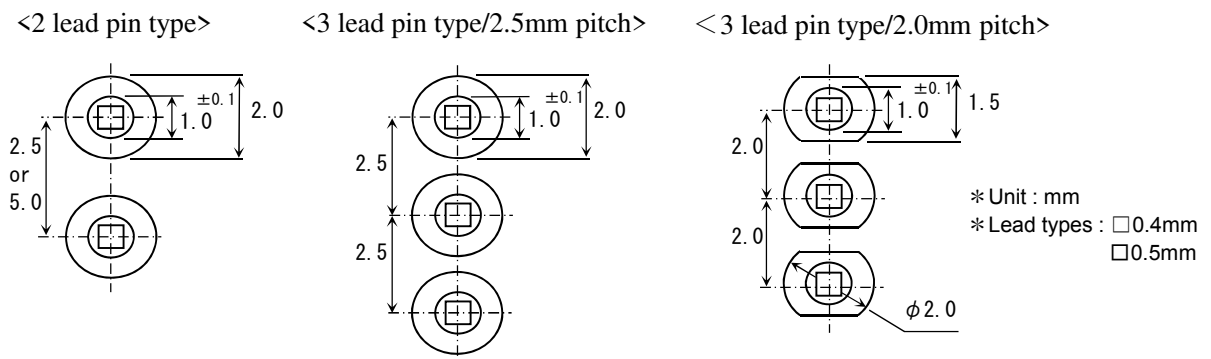 <2 lead pin type>
<3 lead pin type/2.5mm pitch>
＜3 lead pin type/2.0mm pitch>
2.5
or
5.0
1.0 ±0.1
2.0
2.5
2.5
1.0 ±0.1
2.0
2.0
2.0
1.0 ±0.1
1.5
φ2.0
＊Unit : mm
＊Lead types : □0.4mm
□0.5mm